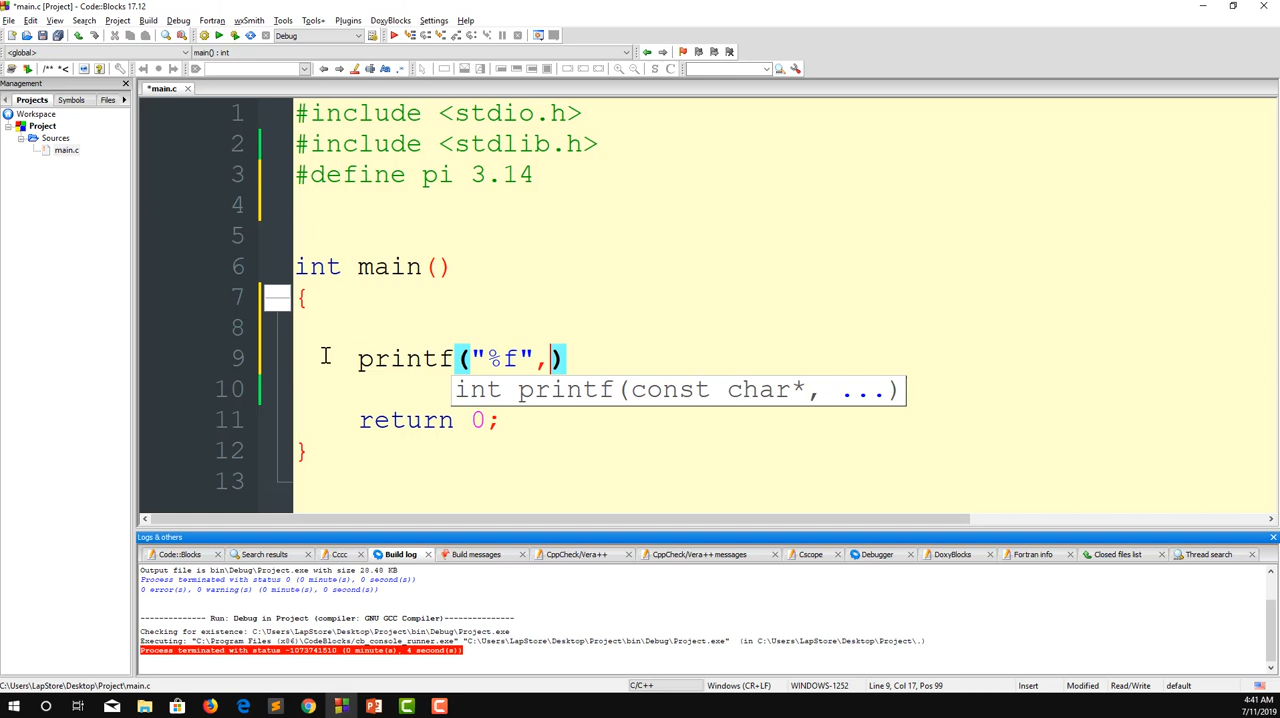 *main.c [Project] - Code::Blocks 17.12
File Edit View Search Project Build Debug Fortran wxSmith Tools Tools+ Plugins DoxyBlocks Settings Help
Debug
<global> main() : int
/** *< S C
Management
Projects Symbols Files
*main.c
Workspace
Project
Sources
main.c
1 #include <stdio.h>
2 #include <stdlib.h>
3 #define pi 3.14
4
5
6 int main()
7 {
8
9 printf("%f",)
int printf(const char*, ...)
10
11 return 0;
12 }
13
Logs & others
Code::Blocks Search results Cccc Build log Build messages CppCheck/Vera++ CppCheck/Vera++ messages Cscope Debugger DoxyBlocks Fortran info Closed files list Thread search
Output file is bin\Debug\Project.exe with size 28.48 KB
Process terminated with status 0 (0 minute(s), 0 second(s))
0 error(s), 0 warning(s) (0 minute(s), 0 second(s))
-------------- Run: Debug in Project (compiler: GNU GCC Compiler)---------------
Checking for existence: C:\Users\LapStore\Desktop\Project\bin\Debug\Project.exe
Executing: "C:\Program Files (x86)\CodeBlocks/cb_console_runner.exe" "C:\Users\LapStore\Desktop\Project\bin\Debug\Project.exe" (in C:\Users\LapStore\Desktop\Project\.)
Process terminated with status -1073741510 (0 minute(s), 4 second(s))
C:\Users\LapStore\Desktop\Project\main.c C/C++ Windows (CR+LF) WINDOWS-1252 Line 9, Col 17, Pos 99 Insert Modified Read/Write default
4:41 AM
7/11/2019